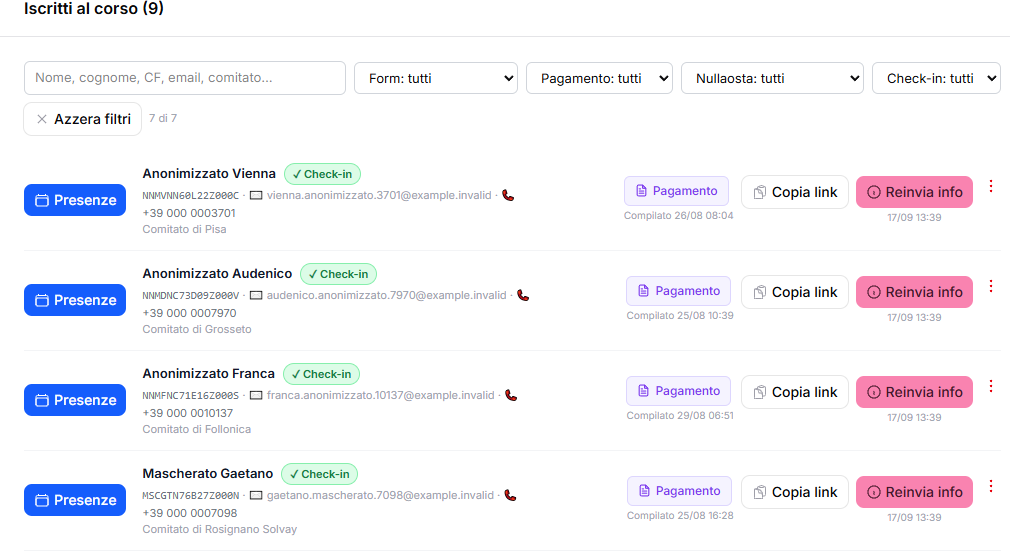 Iscritti al corso (9)
Nome, cognome, CF, email, comitato... Form: tutti Pagamento: tutti Nullaosta: tutti Check-in: tutti
Azzera filtri 7 di 7
Presenze
Anonimizzato Vienna ✓ Check-in
NNMVNN60L22Z000C · vienna.anonimizzato.3701@example.invalid ·
+39 000 0003701
Comitato di Pisa
Pagamento
Compilato 26/08 08:04
Copia link
Reinvia info
17/09 13:39
Presenze
Anonimizzato Audenico ✓ Check-in
NNMDNC73D09Z000V · audenico.anonimizzato.7970@example.invalid ·
+39 000 0007970
Comitato di Grosseto
Pagamento
Compilato 25/08 10:39
Copia link
Reinvia info
17/09 13:39
Presenze
Anonimizzato Franca ✓ Check-in
NNMFNC71E16Z000S · franca.anonimizzato.10137@example.invalid ·
+39 000 0010137
Comitato di Follonica
Pagamento
Compilato 29/08 06:51
Copia link
Reinvia info
17/09 13:39
Presenze
Mascherato Gaetano ✓ Check-in
MSCGTN76B27Z000N · gaetano.mascherato.7098@example.invalid ·
+39 000 0007098
Comitato di Rosignano Solvay
Pagamento
Compilato 25/08 16:28
Copia link
Reinvia info
17/09 13:39